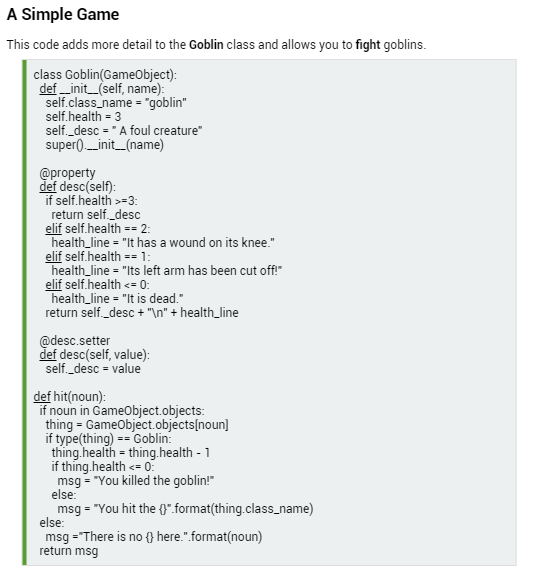 A Simple Game
This code adds more detail to the Goblin class and allows you to fight goblins.
class Goblin(GameObject):
  def __init__(self, name):
    self.class_name = "goblin"
    self.health = 3
    self._desc = " A foul creature"
    super().__init__(name)

  @property
  def desc(self):
    if self.health >=3:
      return self._desc
    elif self.health == 2:
      health_line = "It has a wound on its knee."
    elif self.health == 1:
      health_line = "Its left arm has been cut off!"
    elif self.health <= 0:
      health_line = "It is dead."
    return self._desc + "\n" + health_line

  @desc.setter
  def desc(self, value):
    self._desc = value

def hit(noun):
  if noun in GameObject.objects:
    thing = GameObject.objects[noun]
    if type(thing) == Goblin:
      thing.health = thing.health - 1
      if thing.health <= 0:
        msg = "You killed the goblin!"
      else:
        msg = "You hit the {}".format(thing.class_name)
  else:
    msg ="There is no {} here.".format(noun)
  return msg